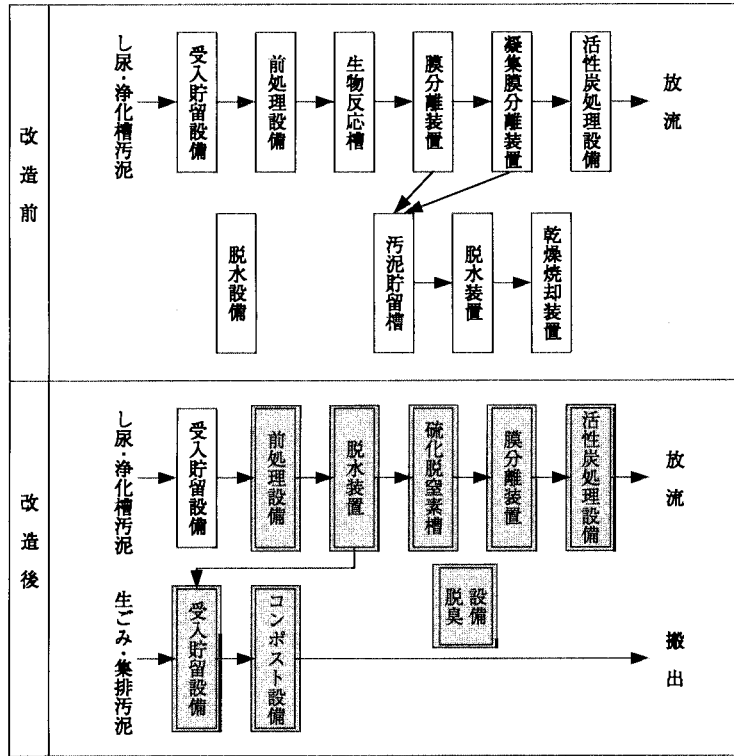 改造前
し尿・浄化槽汚泥
受入貯留設備
前処理設備
生物反応槽
膜分離装置
凝集膜分離装置
活性炭処理設備
放流
脱水設備
汚泥貯留槽
脱水装置
乾燥焼却装置
改造後
し尿・浄化槽汚泥
受入貯留設備
前処理設備
脱水装置
硫化脱窒素槽
膜分離装置
活性炭処理設備
放流
生ごみ・集排汚泥
受入貯留設備
コンポスト設備
設備
脱臭
搬出